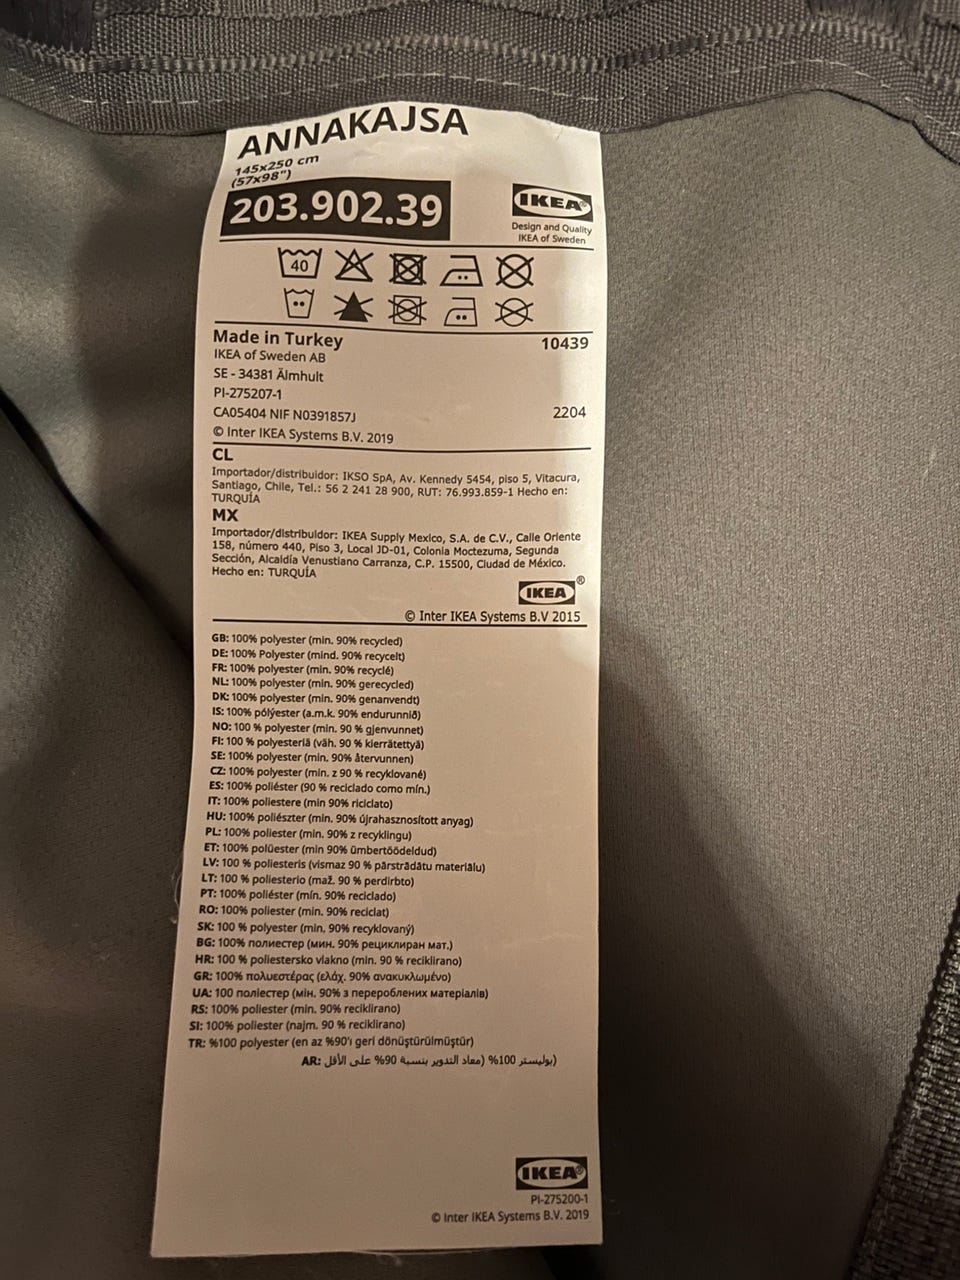 ANNAKAJSA
145x250 cm
(57x98")
203.902.39
IKEA®
Design and Quality
IKEA of Sweden
40
Made in Turkey 10439
IKEA of Sweden AB
SE - 34381 Älmhult
PI-275207-1
CA05404 NIF N0391857J 2204
© Inter IKEA Systems B.V. 2019
CL
Importador/distribuidor: IKSO SpA, Av. Kennedy 5454, piso 5, Vitacura,
Santiago, Chile, Tel.: 56 2 241 28 900, RUT: 76.993.859-1 Hecho en:
TURQUÍA
MX
Importador/distribuidor: IKEA Supply Mexico, S.A. de C.V., Calle Oriente
158, número 440, Piso 3, Local JD-01, Colonia Moctezuma, Segunda
Sección, Alcaldía Venustiano Carranza, C.P. 15500, Ciudad de México.
Hecho en: TURQUÍA
IKEA®
© Inter IKEA Systems B.V 2015
GB: 100% polyester (min. 90% recycled)
DE: 100% Polyester (mind. 90% recycelt)
FR: 100% polyester (min. 90% recyclé)
NL: 100% polyester (min. 90% gerecycled)
DK: 100% polyester (min. 90% genanvendt)
IS: 100% pólýester (a.m.k. 90% endurunnið)
NO: 100 % polyester (min. 90 % gjenvunnet)
FI: 100 % polyesteriä (väh. 90 % kierrätettyä)
SE: 100% polyester (min. 90% återvunnen)
CZ: 100% polyester (min. z 90 % recyklované)
ES: 100% poliéster (90 % reciclado como mín.)
IT: 100% poliestere (min 90% riciclato)
HU: 100% poliészter (min. 90% újrahasznosított anyag)
PL: 100% poliester (min. 90% z recyklingu)
ET: 100% polüester (min 90% ümbertöödeldud)
LV: 100 % poliesteris (vismaz 90 % pārstrādātu materiālu)
LT: 100 % poliesterio (maž. 90 % perdirbto)
PT: 100% poliéster (mín. 90% reciclado)
RO: 100% poliester (min. 90% reciclat)
SK: 100 % polyester (min. 90% recyklovaný)
BG: 100% полиестер (мин. 90% рециклиран мат.)
HR: 100 % poliestersko vlakno (min. 90 % reciklirano)
GR: 100% πολυεστέρας (ελάχ. 90% ανακυκλωμένο)
UA: 100 поліестер (мін. 90% з перероблених матеріалів)
RS: 100% poliester (min. 90% reciklirano)
SI: 100% poliester (najm. 90 % reciklirano)
TR: %100 polyester (en az %90'ı geri dönüştürülmüştür)
AR: بوليستر 100% (معاد التدوير بنسبة 90% على الأقل)
IKEA®
PI-275200-1
© Inter IKEA Systems B.V. 2019